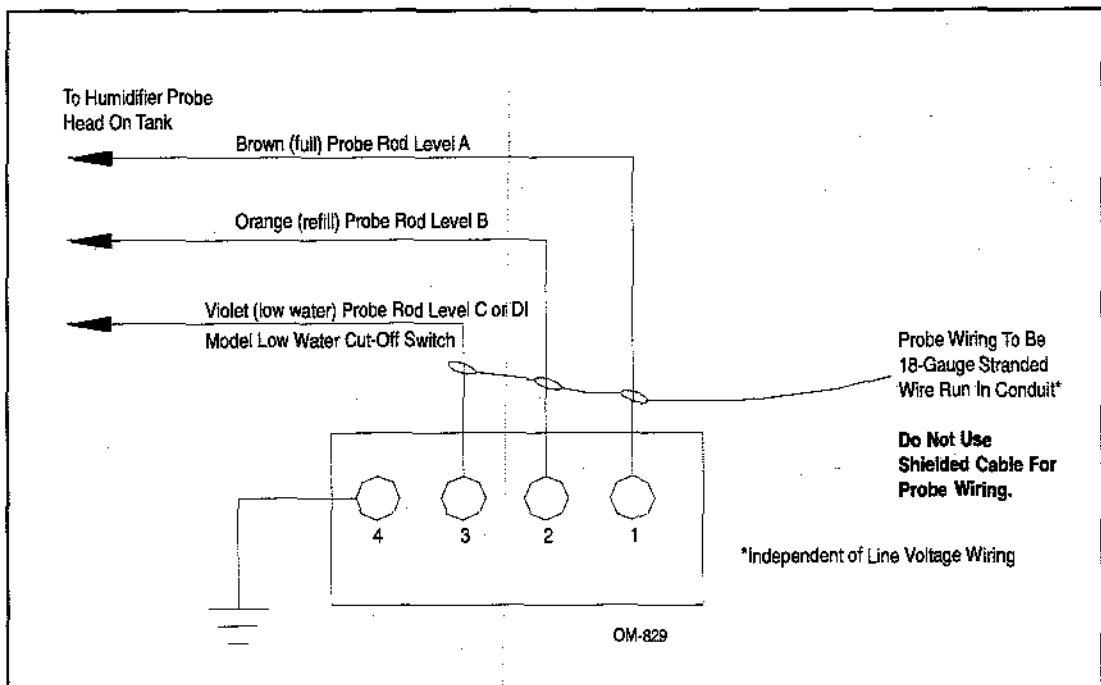 To Humidifier Probe
Head On Tank
Brown (full) Probe Rod Level A
Orange (refill) Probe Rod Level B
Violet (low water) Probe Rod Level C or DI
Model Low Water Cut-Off Switch
Probe Wiring To Be
18-Gauge Stranded
Wire Run In Conduit*
Do Not Use
Shielded Cable For
Probe Wiring.
4 3 2 1
*Independent of Line Voltage Wiring
OM-829